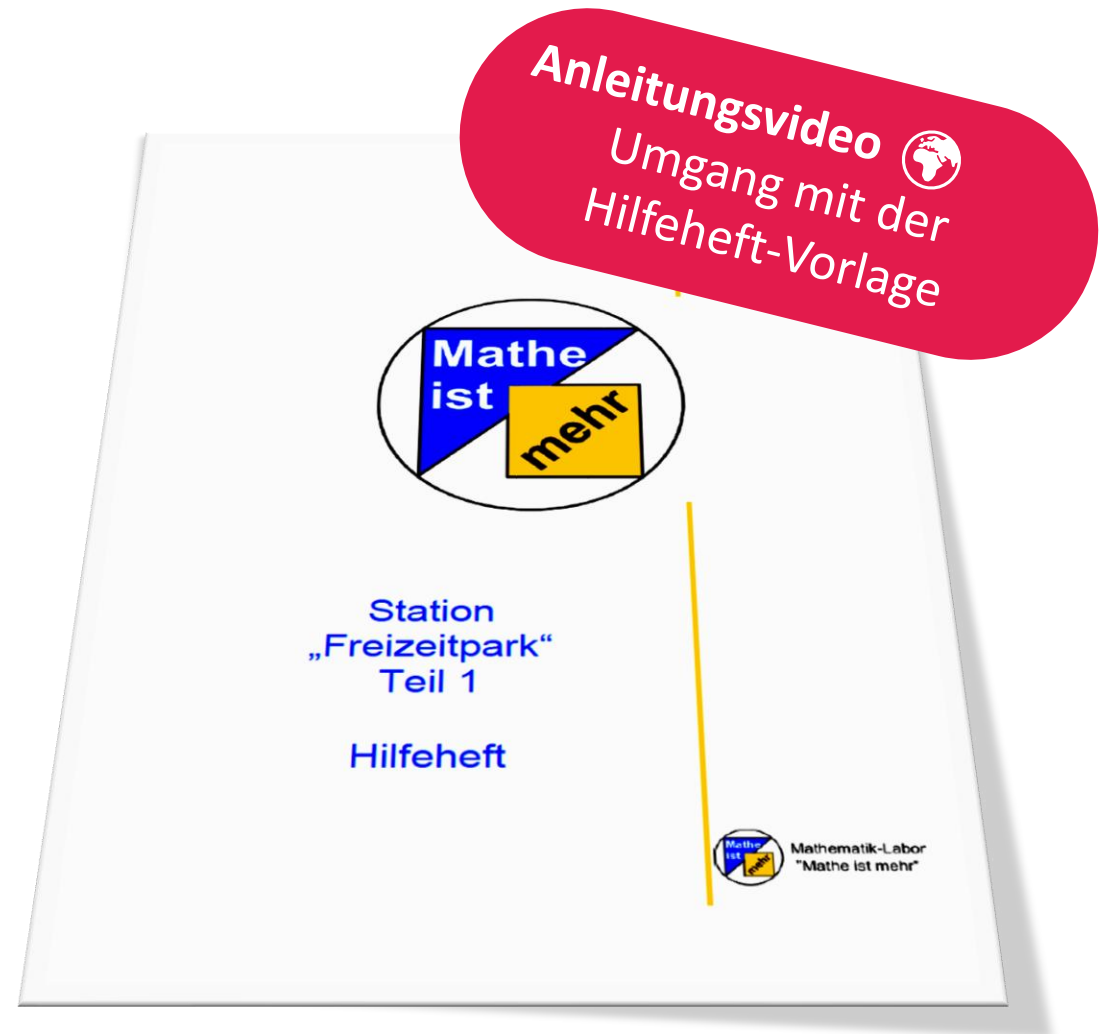 Anleitungsvideo
Umgang mit der
Hilfeheft-Vorlage
Mathe
ist
mehr
Station
„Freizeitpark“
Teil 1
Hilfeheft
Mathe
ist
mehr
Mathematik-Labor
"Mathe ist mehr"